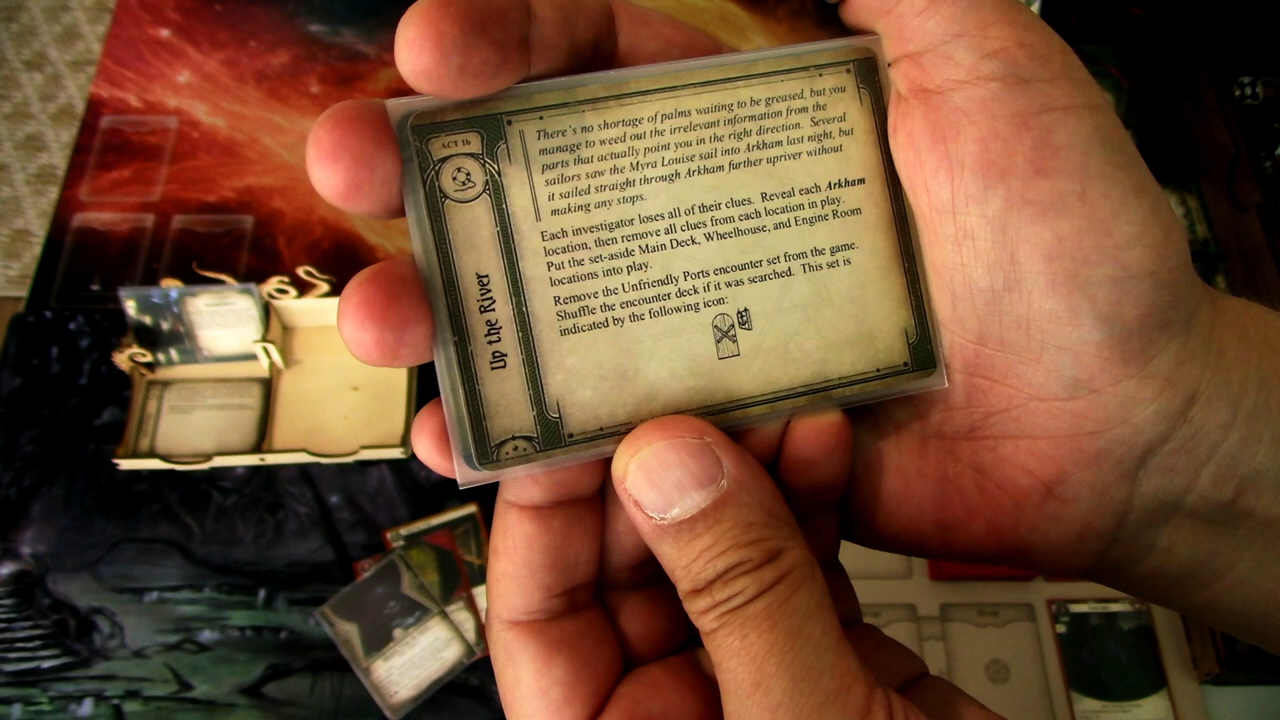 ACT 1b
Up the River
There's no shortage of palms waiting to be greased, but you
manage to weed out the irrelevant information from the
parts that actually point you in the right direction. Several
sailors saw the Myra Louise sail into Arkham last night, but
it sailed straight through Arkham further upriver without
making any stops.
Each investigator loses all of their clues. Reveal each Arkham
location, then remove all clues from each location in play.
Put the set-aside Main Deck, Wheelhouse, and Engine Room
locations into play.
Remove the Unfriendly Ports encounter set from the game.
Shuffle the encounter deck if it was searched. This set is
indicated by the following icon: